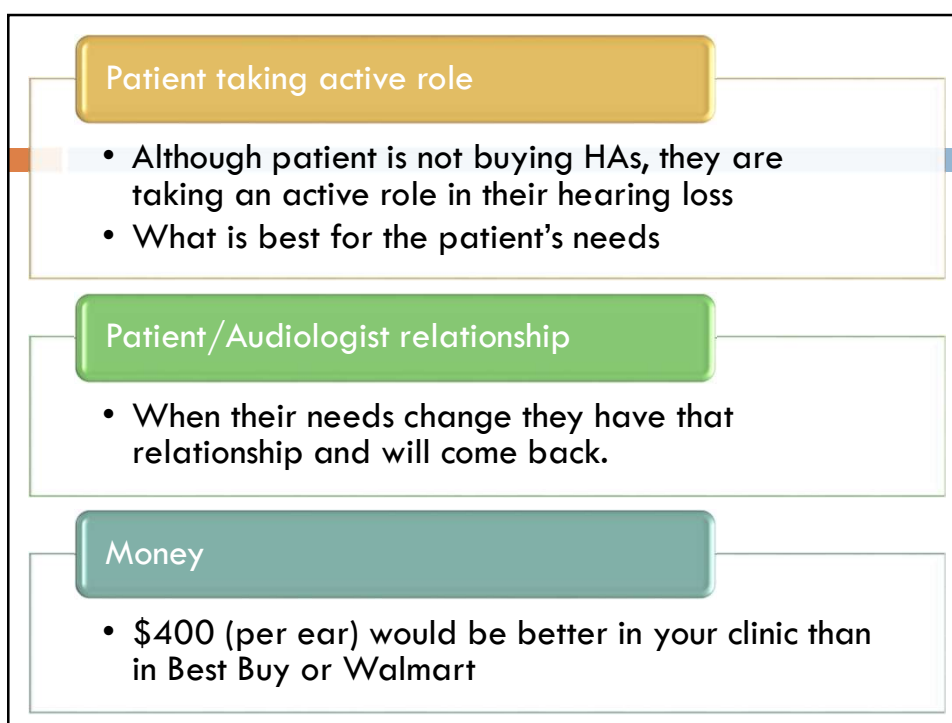 Patient taking active role
• Although patient is not buying HAs, they are
taking an active role in their hearing loss
• What is best for the patient’s needs
Patient/Audiologist relationship
• When their needs change they have that
relationship and will come back.
Money
• $400 (per ear) would be better in your clinic than
in Best Buy or Walmart